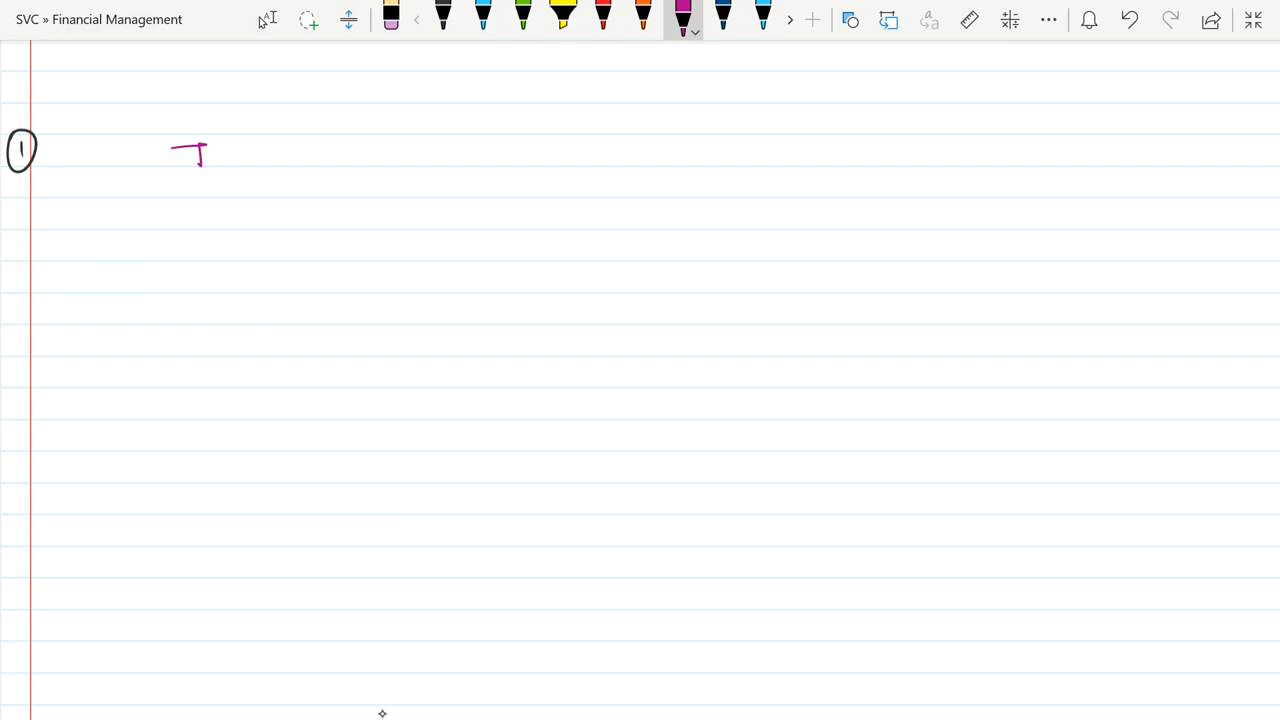 SVC » Financial Management
① T